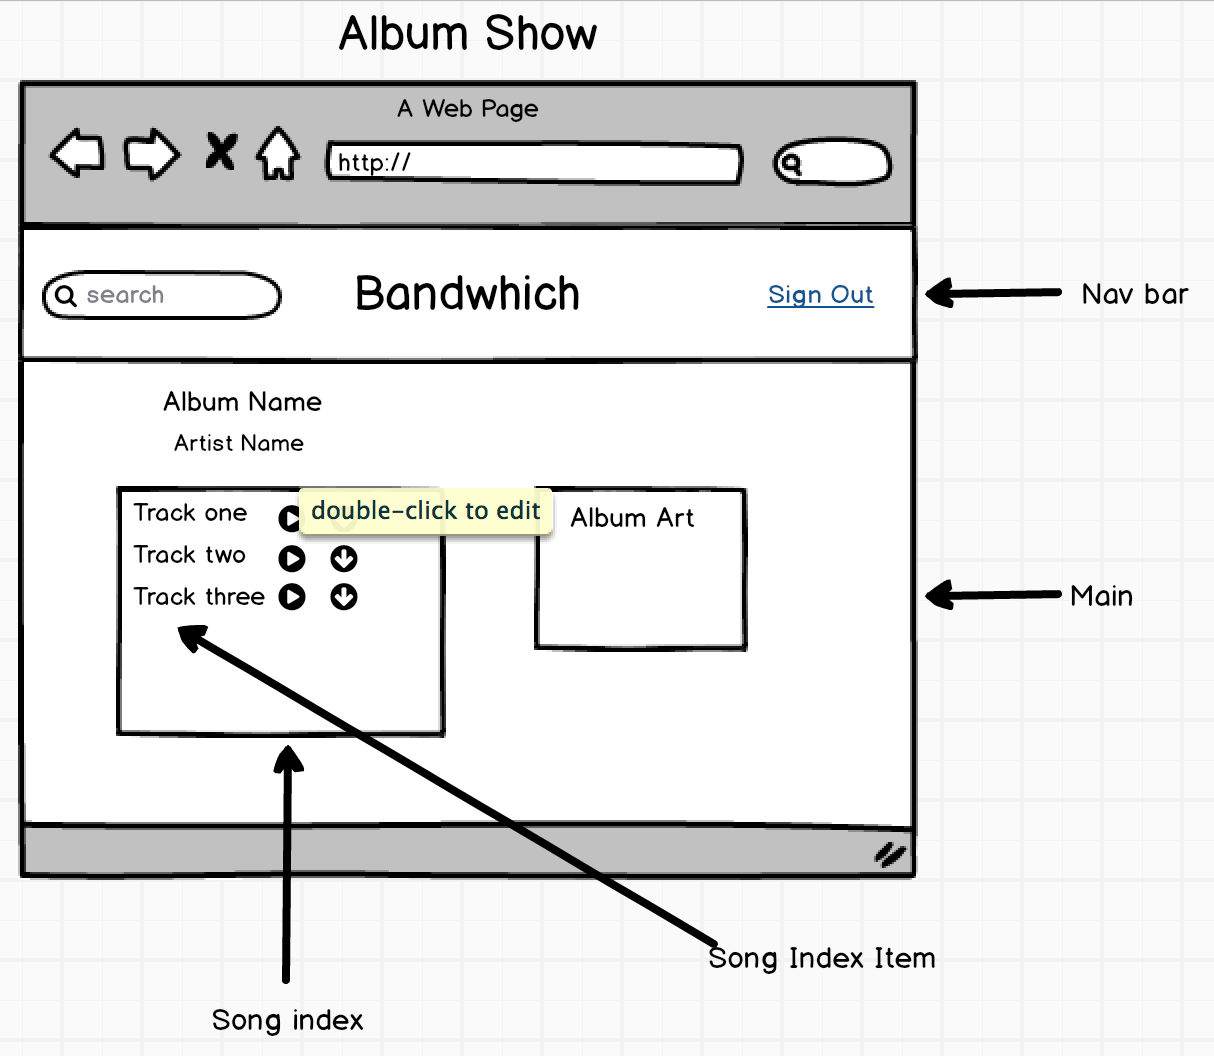 Album Show
A Web Page
http://
search
Bandwhich
Sign Out
Nav bar
Album Name
Artist Name
Track one
double-click to edit
Album Art
Track two
Track three
Main
Song Index Item
Song index